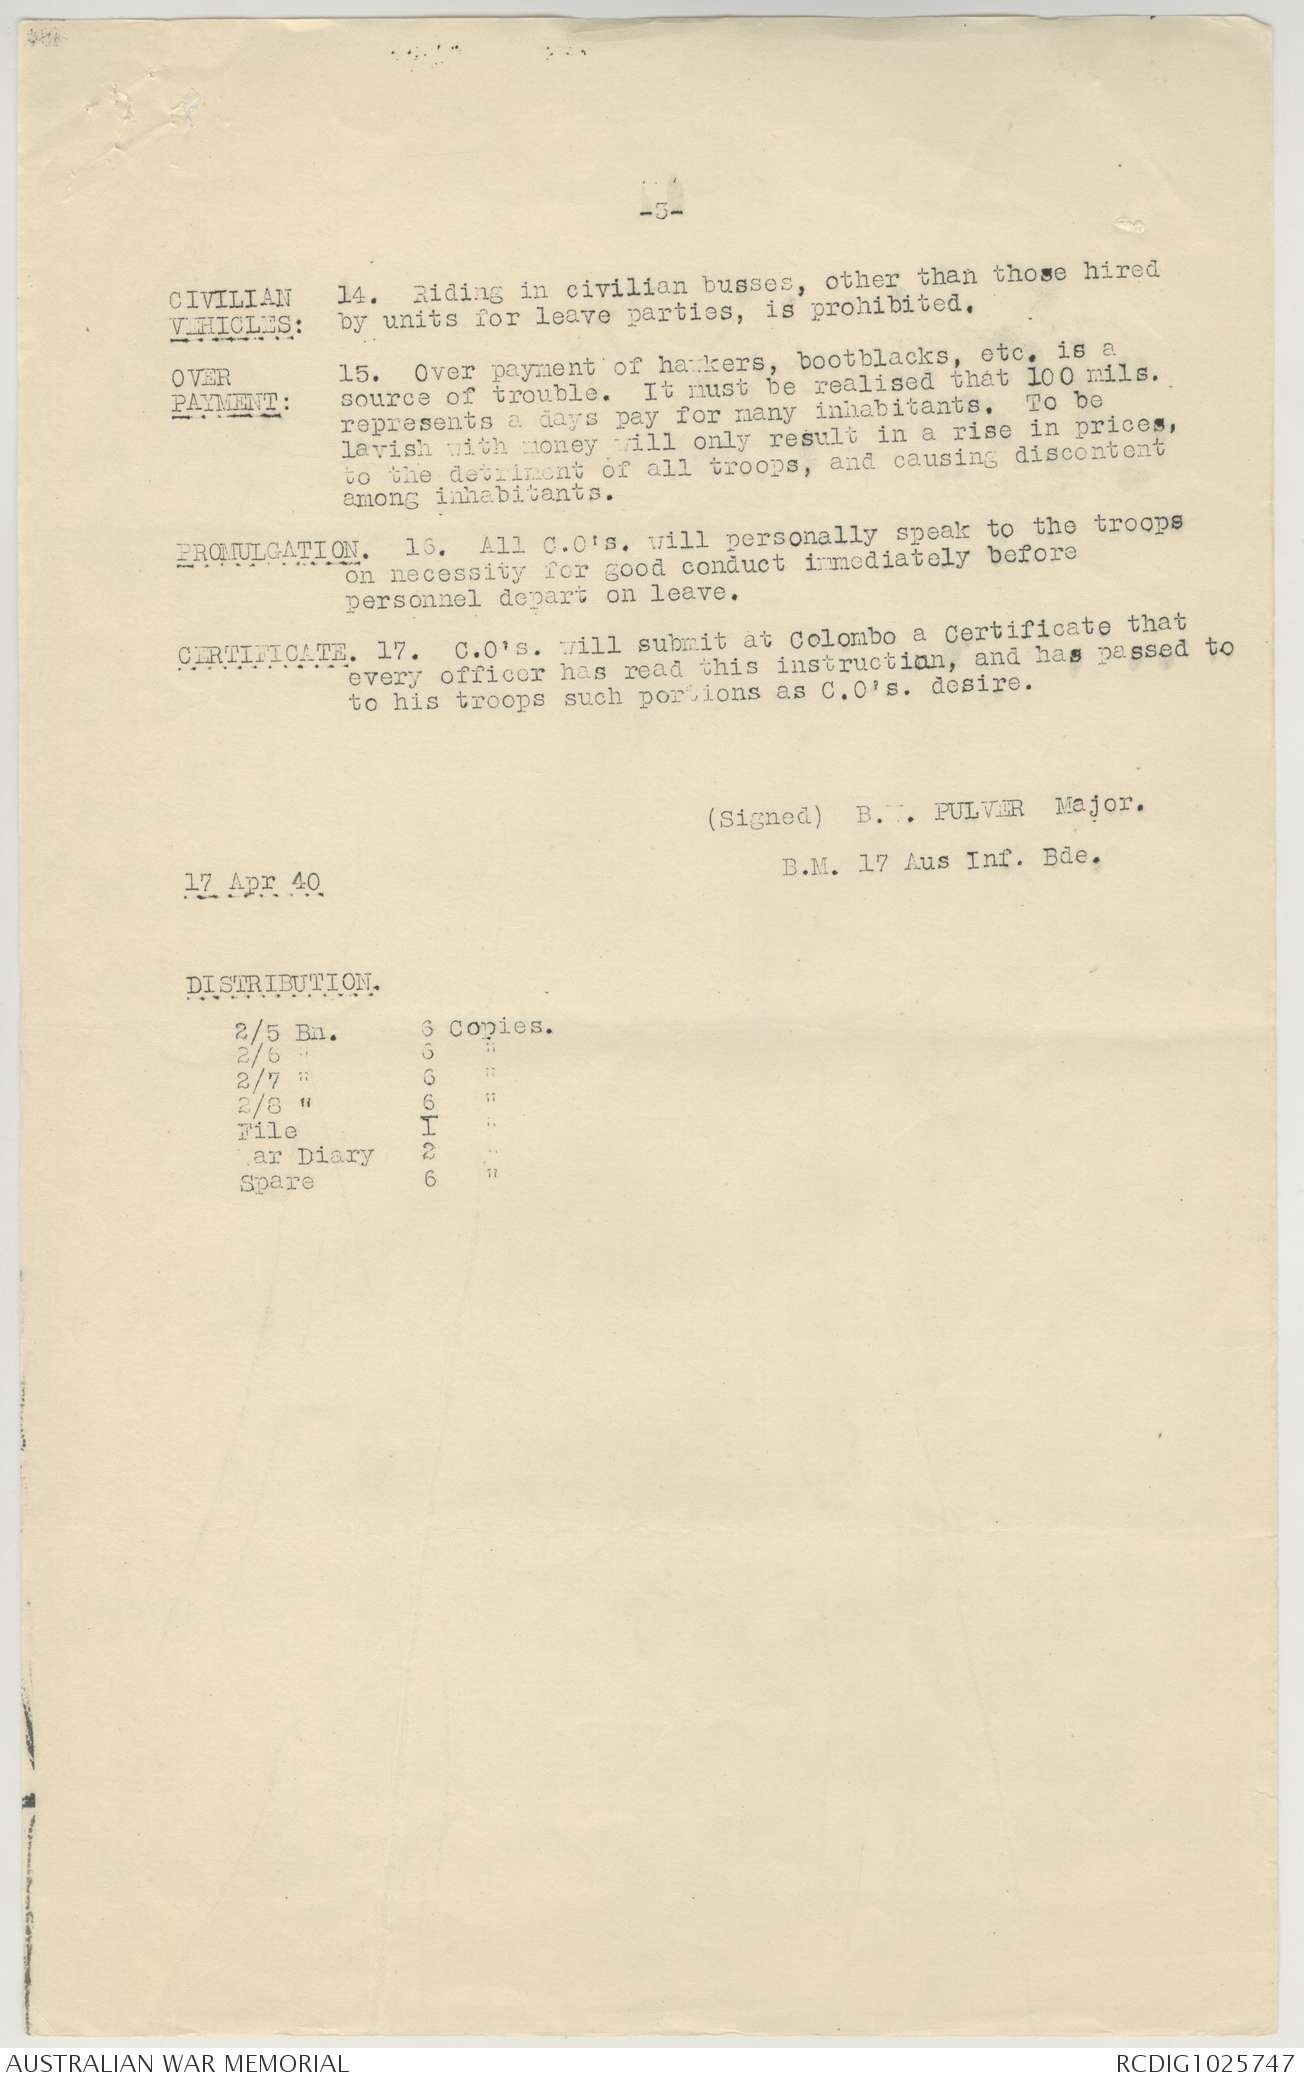 -3-
CIVILIAN 14. Riding in civilian busses, other than those hired
VEHICLES: by units for leave parties, is prohibited.
OVER 15. Over payment of hawkers, bootblacks, etc. is a
PAYMENT: source of trouble. It must be realised that 100 mils.
represents a days pay for many inhabitants. To be
lavish with money will only result in a rise in prices,
to the detriment of all troops, and causing discontent
among inhabitants.
PROMULGATION. 16. All C.O's. will personally speak to the troops
on necessity for good conduct immediately before
personnel depart on leave.
CERTIFICATE. 17. C.O's. will submit at Colombo a Certificate that
every officer has read this instruction, and has passed to
to his troops such portions as C.O's. desire.
(Signed) B. PULVER Major.
B.M. 17 Aus Inf. Bde.
17 Apr 40
DISTRIBUTION.
2/5 Bn. 6 Copies.
2/6 " 6 "
2/7 " 6 "
2/8 " 6 "
File 1 "
War Diary 2 "
Spare 6 "
AUSTRALIAN WAR MEMORIAL RCDIG1025747